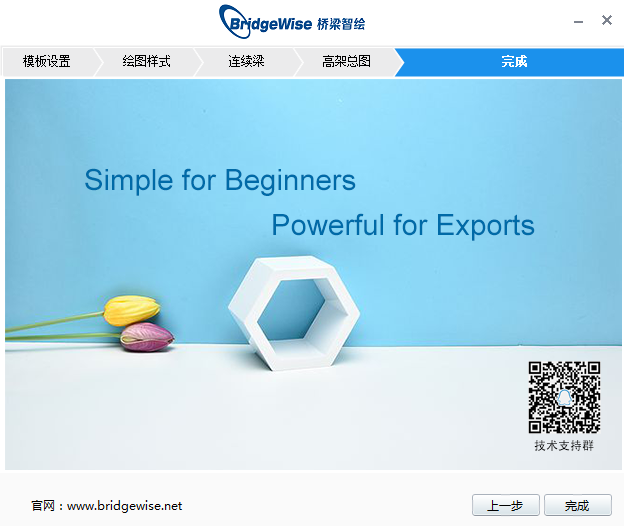 BridgeWise 桥梁智绘
模板设置 绘图样式 连续梁 高架总图 完成
Simple for Beginners
Powerful for Exports
技术支持群
官网：www.bridgewise.net
上一步 完成